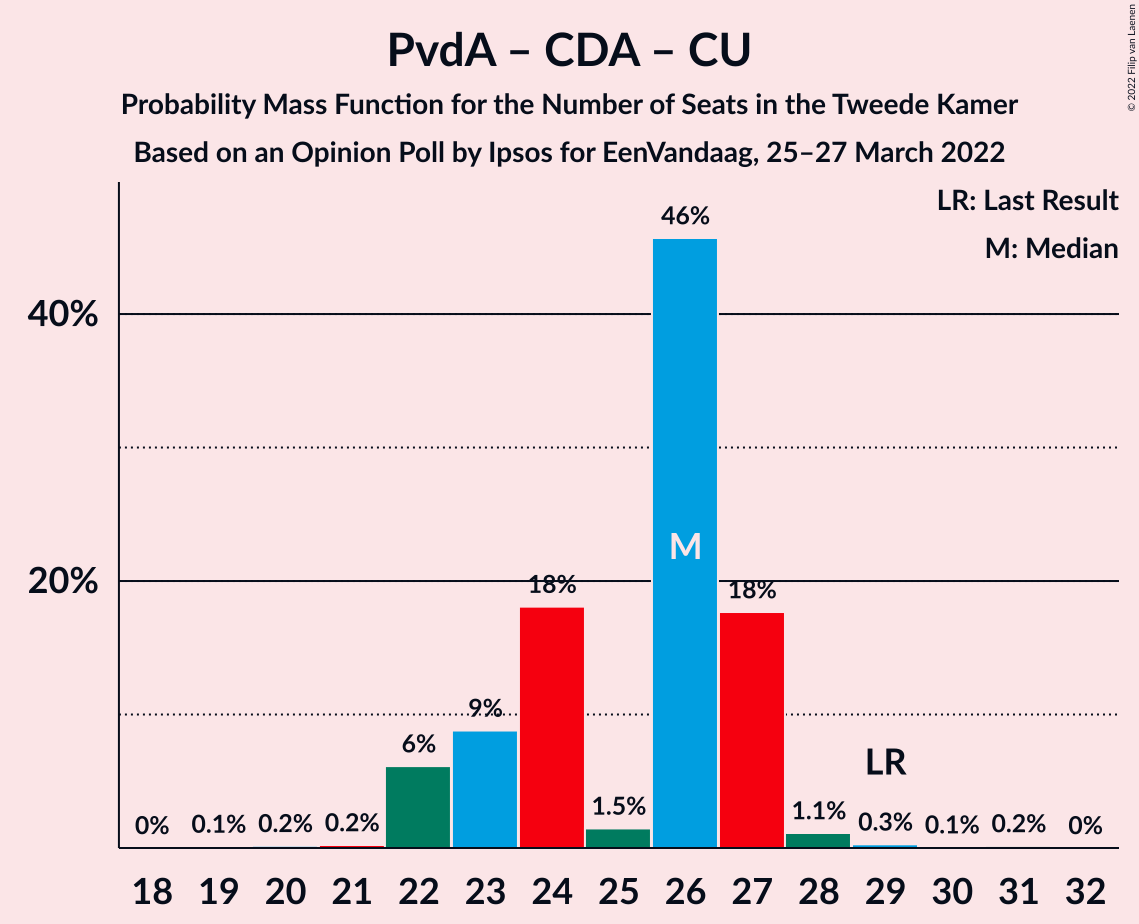 PvdA – CDA – CU
Probability Mass Function for the Number of Seats in the Tweede Kamer
Based on an Opinion Poll by Ipsos for EenVandaag, 25–27 March 2022
© 2022 Filip van Laenen
LR: Last Result
M: Median
40%
20%
0%
0.1%
0.2%
0.2%
6%
9%
18%
1.5%
46%
M
18%
1.1%
LR
0.3%
0.1%
0.2%
0%
18 19 20 21 22 23 24 25 26 27 28 29 30 31 32